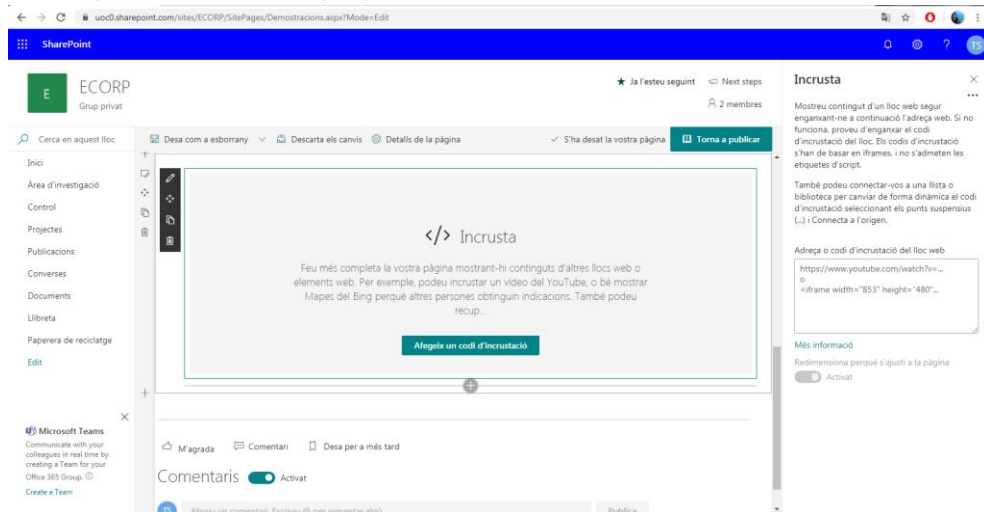 uoc0.sharepoint.com/sites/ECORP/SitePages/Demostracions.aspx?Mode=Edit
SharePoint
TS
E
ECORP
Grup privat
Ja l'esteu seguint
Next steps
2 membres
Cerca en aquest lloc
Desa com a esborrany
Descarta els canvis
Detalls de la pàgina
S'ha desat la vostra pàgina
Torna a publicar
Inici
Àrea d'investigació
Control
Projectes
Publicacions
Converses
Documents
Llibreta
Paperera de reciclatge
Edit
Microsoft Teams
Communicate with your
colleagues in real time by
creating a Team for your
Office 365 Group.
Create a Team
</> Incrusta
Feu més completa la vostra pàgina mostrant-hi continguts d'altres llocs web o
elements web. Per exemple, podeu incrustar un vídeo del YouTube, o bé mostrar
Mapes del Bing perquè altres persones obtinguin indicacions. També podeu
recup...
Afegeix un codi d'incrustació
M'agrada
Comentari
Desa per a més tard
Comentaris
Activat
TS
Afegiu un comentari. Escriviu @ per esmentar algú
Publica
Incrusta
Mostreu contingut d'un lloc web segur
enganxant-ne a continuació l'adreça web. Si no
funciona, proveu d'enganxar el codi
d'incrustació del lloc. Els codis d'incrustació
s'han de basar en iframes, i no s'admeten les
etiquetes d'script.
També podeu connectar-vos a una llista o
biblioteca per canviar de forma dinàmica el codi
d'incrustació seleccionant els punts suspensius
(...) i Connecta a l'origen.
Adreça o codi d'incrustació del lloc web
https://www.youtube.com/watch?v=...
o
<iframe width="853" height="480"...
Més informació
Redimensiona perquè s'ajusti a la pàgina
Activat